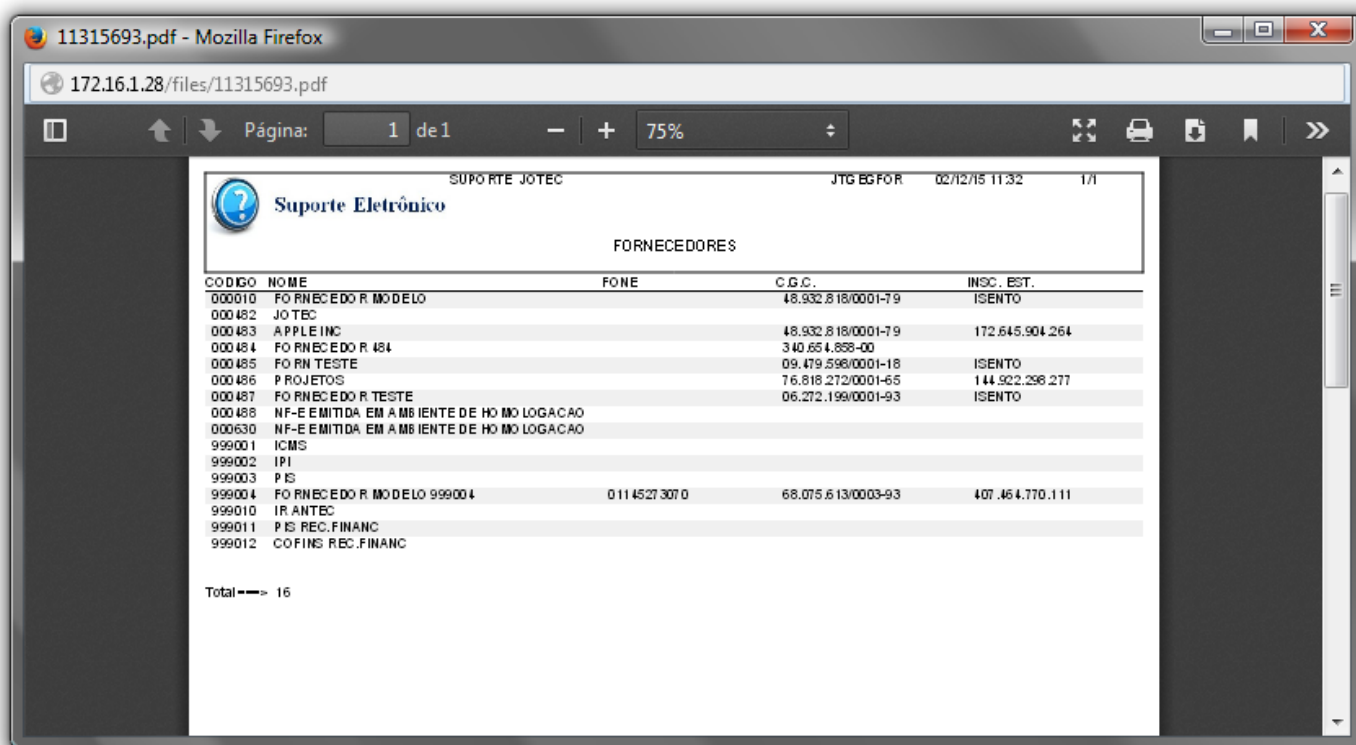 11315693.pdf - Mozilla Firefox
172.16.1.28/files/11315693.pdf
Página: 1 de 1 75%
SUPORTE JOTEC JTGEGFOR 02/12/15 11:32 1/1
Suporte Eletrônico
FORNECEDORES
CODIGO NOME FONE C.G.C. INSC. EST.
000010 FORNECEDOR MODELO 48.932.818/0001-79 ISENTO
000482 JOTEC
000483 APPLE INC 48.932.818/0001-79 172.645.904.264
000484 FORNECEDOR 484 340.654.858-00
000485 FORN TESTE 09.479.598/0001-18 ISENTO
000486 PROJETOS 76.818.272/0001-65 144.922.298.277
000487 FORNECEDOR TESTE 06.272.199/0001-93 ISENTO
000488 NF-E EMITIDA EM AMBIENTE DE HOMOLOGACAO
000630 NF-E EMITIDA EM AMBIENTE DE HOMOLOGACAO
999001 ICMS
999002 IPI
999003 PIS
999004 FORNECEDOR MODELO 999004 01145273070 68.075.613/0003-93 407.464.770.111
999010 IR ANTEC
999011 PIS REC.FINANC
999012 COFINS REC.FINANC
Total ---> 16